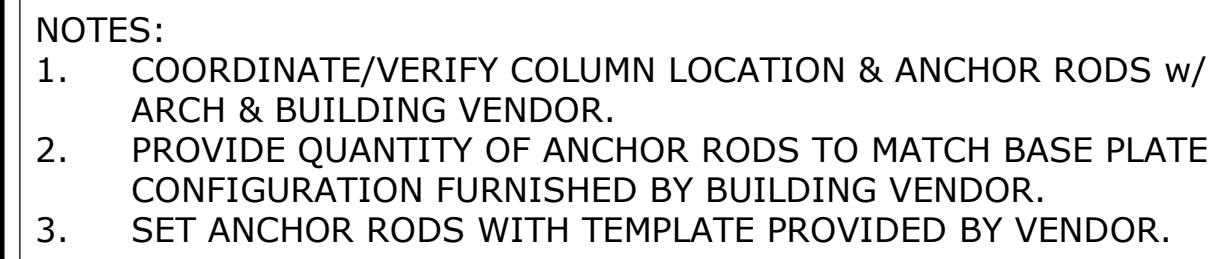 NOTES:
1. COORDINATE/VERIFY COLUMN LOCATION & ANCHOR RODS w/
ARCH & BUILDING VENDOR.
2. PROVIDE QUANTITY OF ANCHOR RODS TO MATCH BASE PLATE
CONFIGURATION FURNISHED BY BUILDING VENDOR.
3. SET ANCHOR RODS WITH TEMPLATE PROVIDED BY VENDOR.